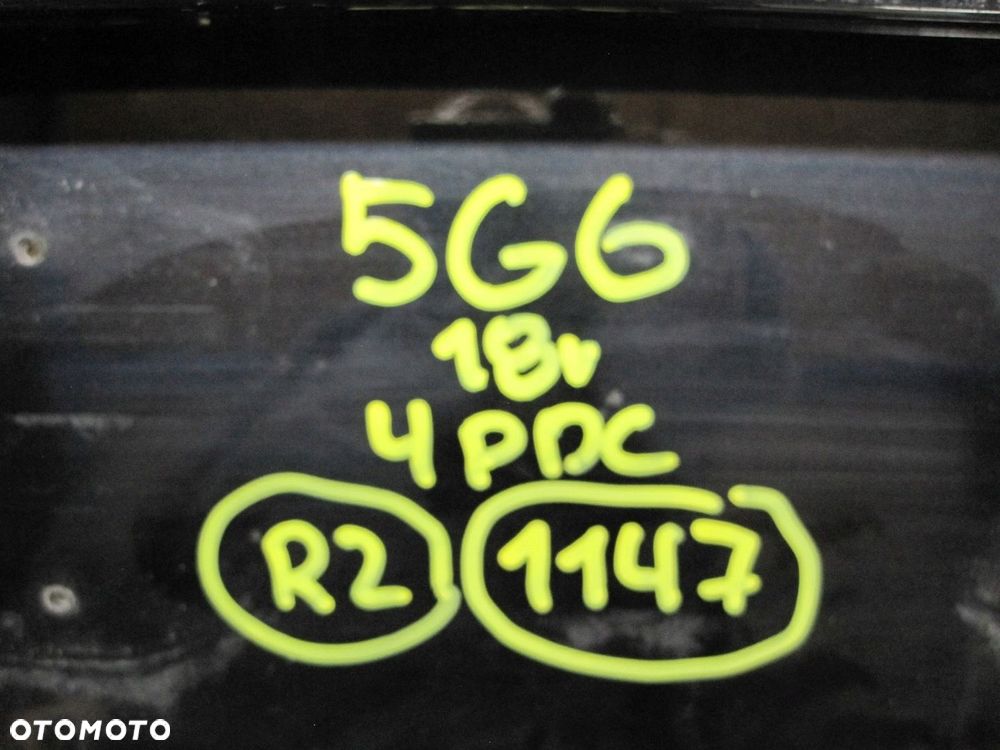 5G6
18v
4 PDC
R2 1147
OTOMOTO